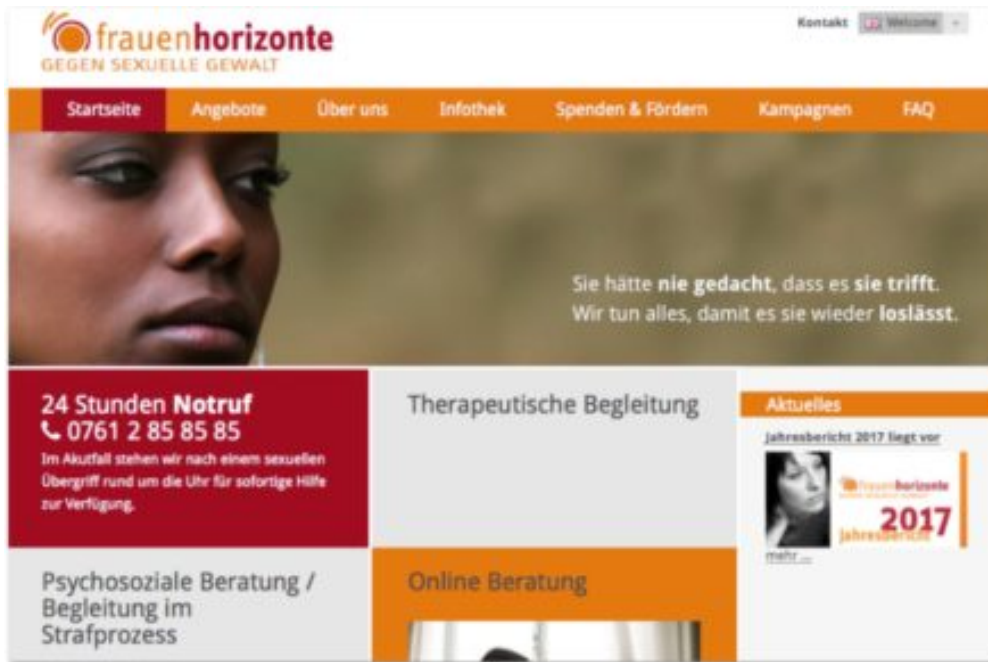 frauenhorizonte
GEGEN SEXUELLE GEWALT
Kontakt Welcome
Startseite Angebote Über uns Infothek Spenden & Fördern Kampagnen FAQ
Sie hätte nie gedacht, dass es sie trifft.
Wir tun alles, damit es sie wieder loslässt.
24 Stunden Notruf
0761 2 85 85 85
Im Akutfall stehen wir nach einem sexuellen
Übergriff rund um die Uhr für sofortige Hilfe
zur Verfügung.
Therapeutische Begleitung
Aktuelles
Jahresbericht 2017 liegt vor
frauenhorizonte
2017
Jahresbericht
mehr ...
Psychosoziale Beratung /
Begleitung im
Strafprozess
Online Beratung